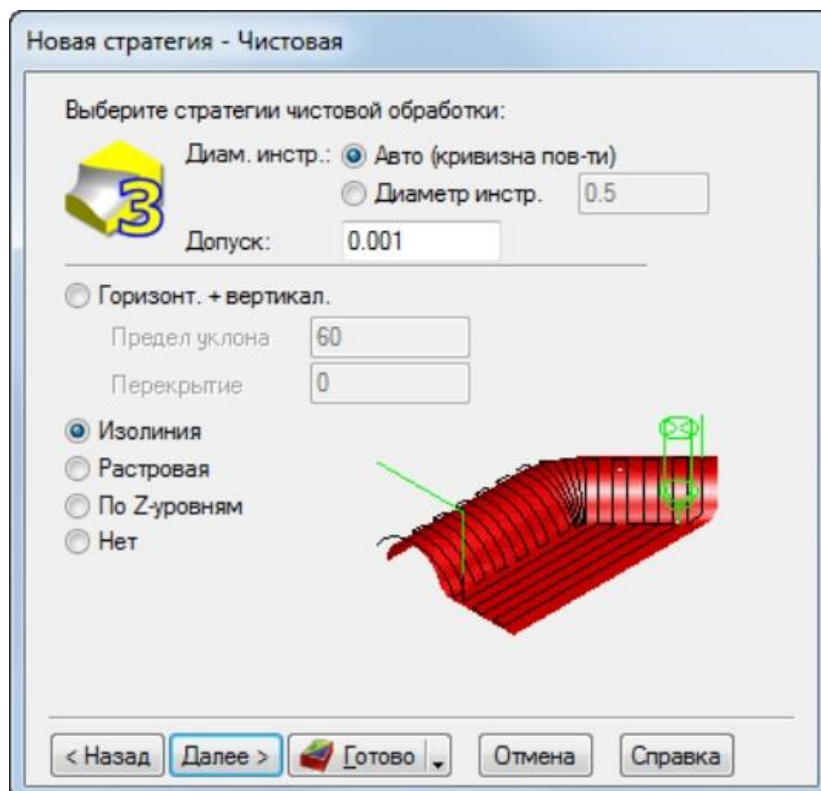 Новая стратегия - Чистовая
Выберите стратегии чистовой обработки:
Диам. инстр.: Авто (кривизна пов-ти)
Диаметр инстр. 0.5
Допуск: 0.001
Горизонт. + вертикал.
Предел уклона 60
Перекрытие 0
Изолиния
Растровая
По Z-уровням
Нет
< Назад Далее > Готово Отмена Справка